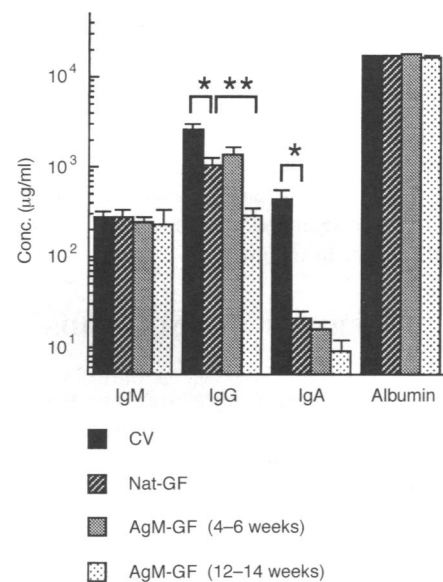 10⁴
* **
10³
*
Conc. (µg/ml)
10²
10¹
IgM IgG IgA Albumin
CV
Nat-GF
AgM-GF (4–6 weeks)
AgM-GF (12–14 weeks)